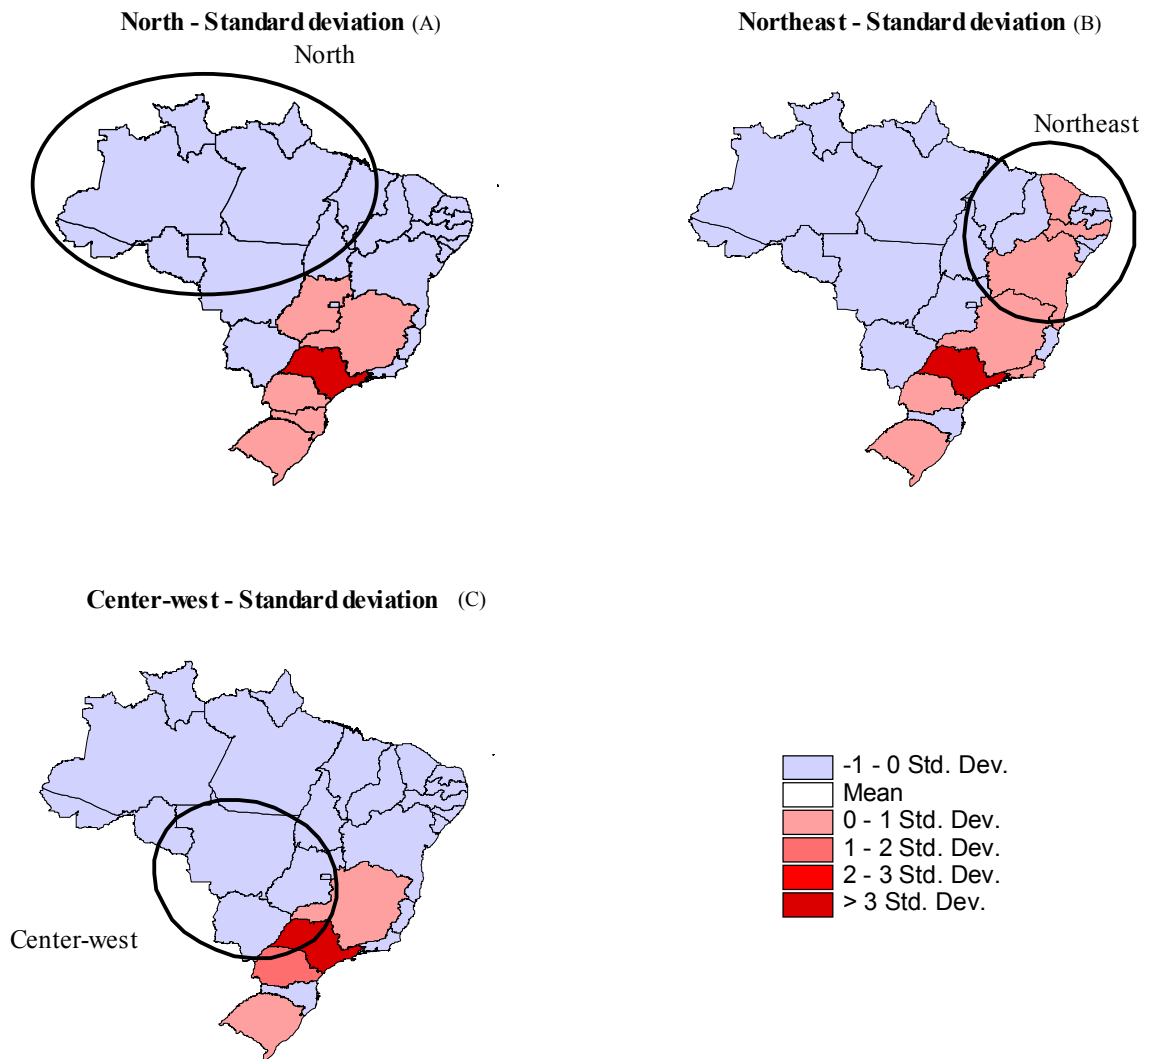 North - Standard deviation (A)
North
Northeast - Standard deviation (B)
Northeast
Center-west - Standard deviation (C)
Center-west
-1 - 0 Std. Dev.
Mean
0 - 1 Std. Dev.
1 - 2 Std. Dev.
2 - 3 Std. Dev.
> 3 Std. Dev.